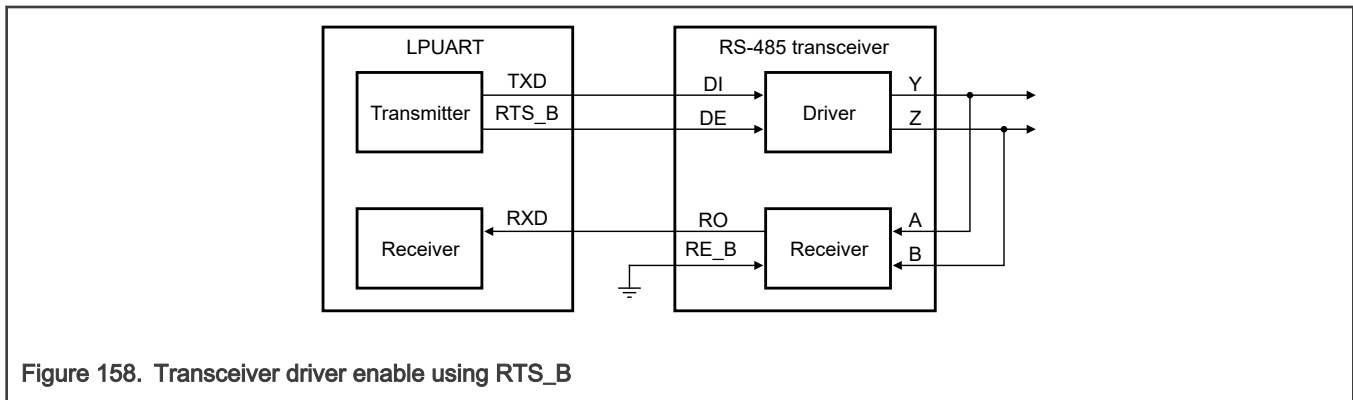 LPUART
RS-485 transceiver
TXD
DI
Y
Transmitter
RTS_B
DE
Driver
Z
RXD
RO
A
Receiver
RE_B
Receiver
B
Figure 158. Transceiver driver enable using RTS_B